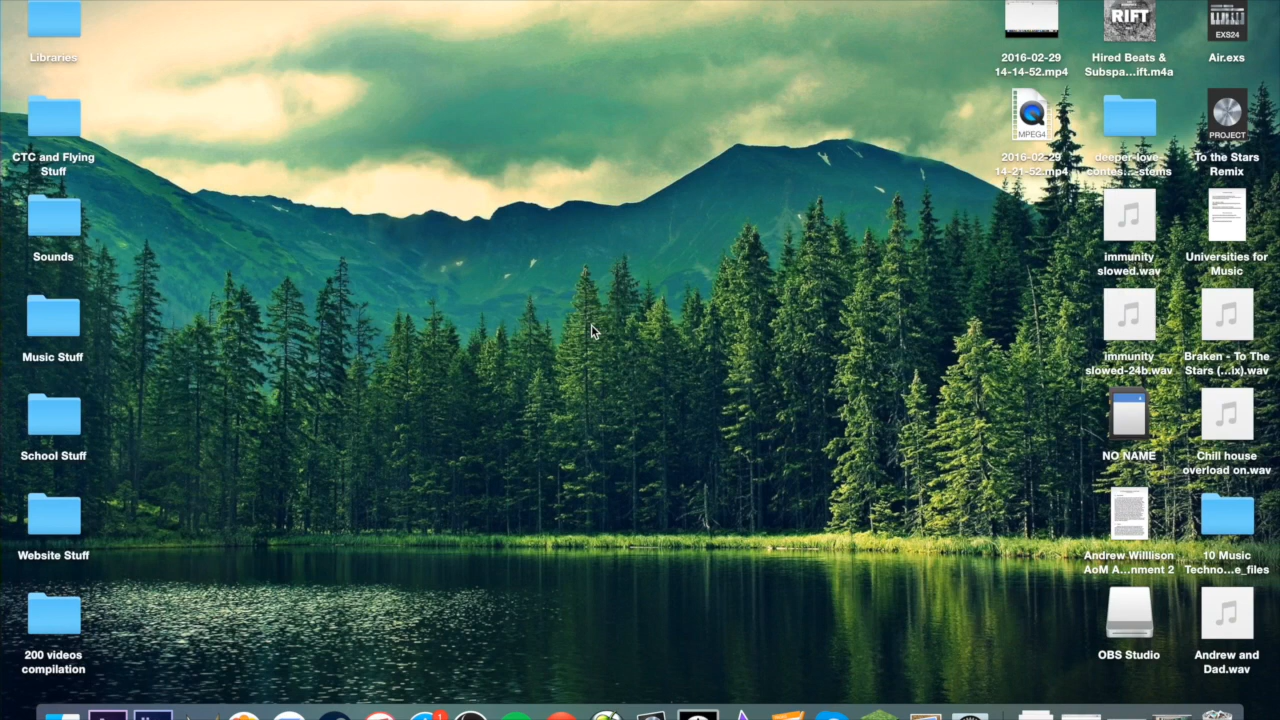 Libraries
CTC and Flying
Stuff
Sounds
Music Stuff
School Stuff
Website Stuff
200 videos
compilation
2016-02-29
14-14-52.mp4
MPEG4
2016-02-29
14-21-52.mp4
RIFT
Hired Beats &
Subspa...ift.m4a
deeper-love-
contes...-stems
immunity
slowed.wav
immunity
slowed-24b.wav
NO NAME
Andrew Willison
AoM A...nment 2
OBS Studio
EXS24
Air.exs
PROJECT
To the Stars
Remix
Universities for
Music
Braken - To The
Stars (...ix).wav
Chill house
overload on.wav
10 Music
Techno...e_files
Andrew and
Dad.wav